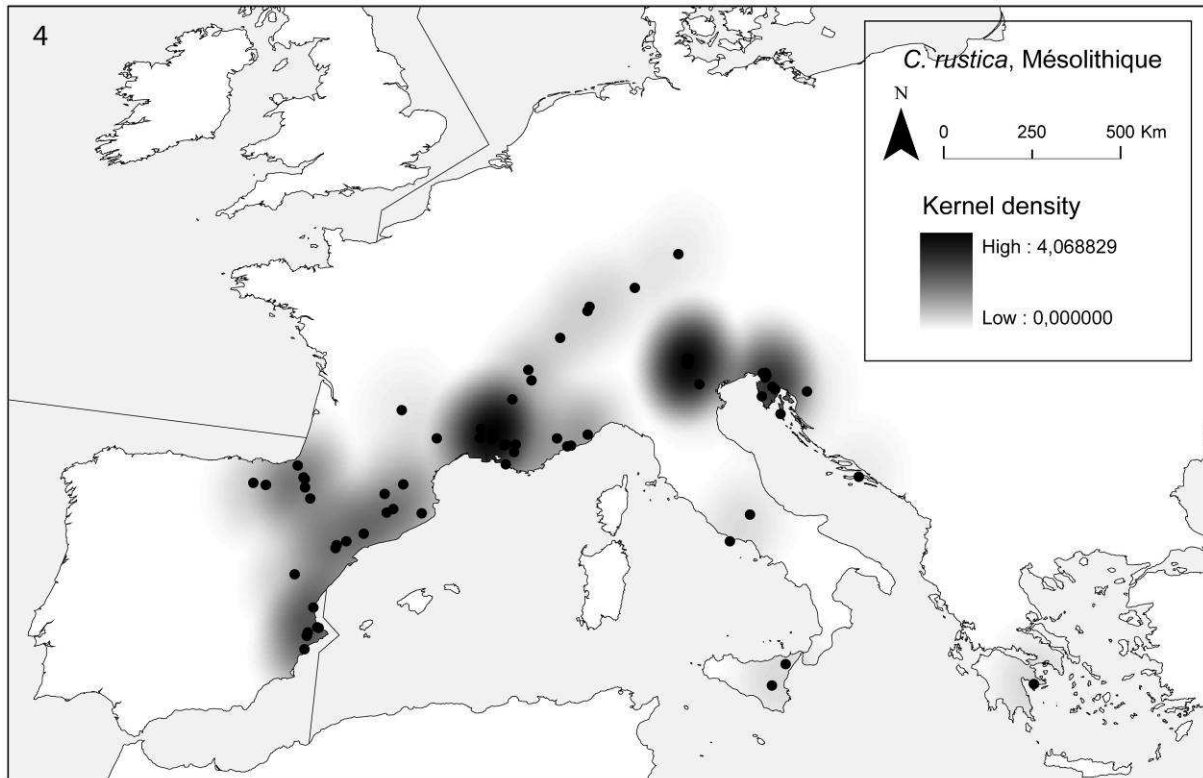 4
C. rustica, Mésolithique
N
0 250 500 Km
Kernel density
High : 4,068829
Low : 0,000000